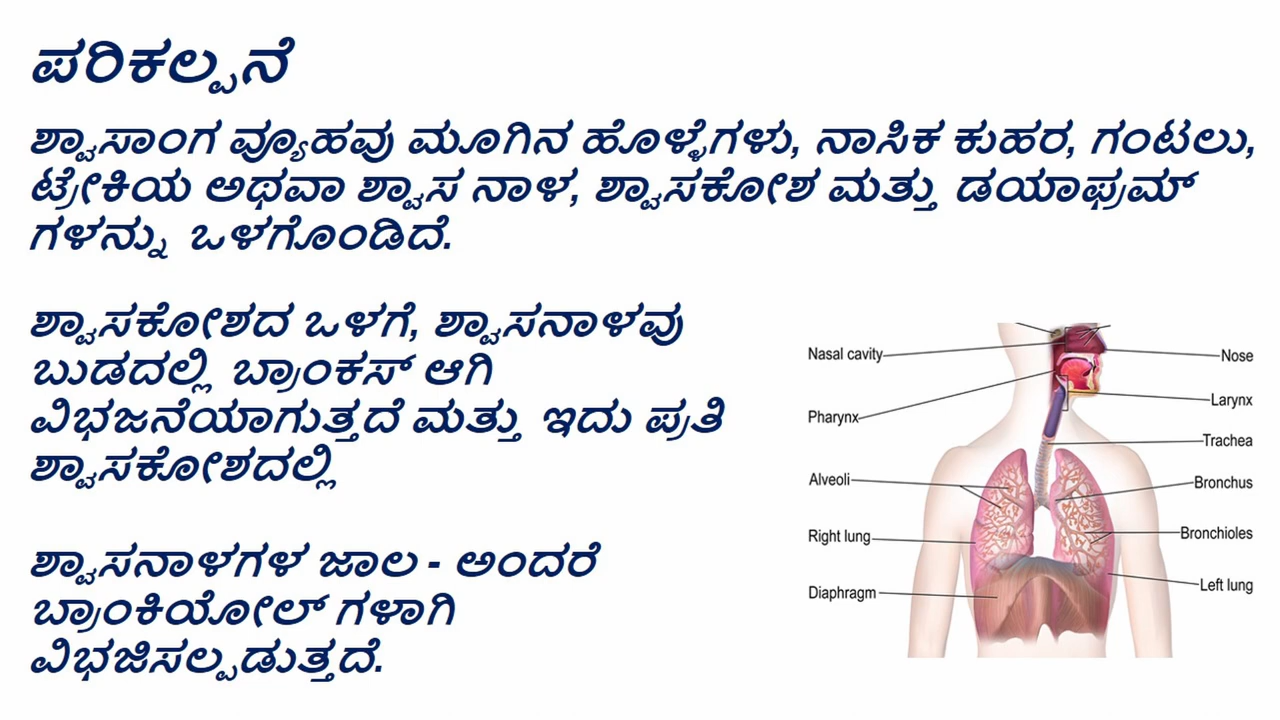 ಪರಿಕಲ್ಪನೆ
ಶ್ವಾಸಾಂಗ ವ್ಯೂಹವು ಮೂಗಿನ ಹೊಳ್ಳೆಗಳು, ನಾಸಿಕ ಕುಹರ, ಗಂಟಲು,
ಟ್ರೇಕಿಯ ಅಥವಾ ಶ್ವಾಸ ನಾಳ, ಶ್ವಾಸಕೋಶ ಮತ್ತು ಡಯಾಫ್ರಮ್
ಗಳನ್ನು ಒಳಗೊಂಡಿದೆ.
ಶ್ವಾಸಕೋಶದ ಒಳಗೆ, ಶ್ವಾಸನಾಳವು
ಬುಡದಲ್ಲಿ ಬ್ರಾಂಕಸ್ ಆಗಿ
ವಿಭಜನೆಯಾಗುತ್ತದೆ ಮತ್ತು ಇದು ಪ್ರತಿ
ಶ್ವಾಸಕೋಶದಲ್ಲಿ
ಶ್ವಾಸನಾಳಗಳ ಜಾಲ - ಅಂದರೆ
ಬ್ರಾಂಕಿಯೋಲ್ ಗಳಾಗಿ
ವಿಭಜಿಸಲ್ಪಡುತ್ತದೆ.
Nasal cavity
Nose
Larynx
Pharynx
Trachea
Alveoli
Bronchus
Right lung
Bronchioles
Left lung
Diaphragm